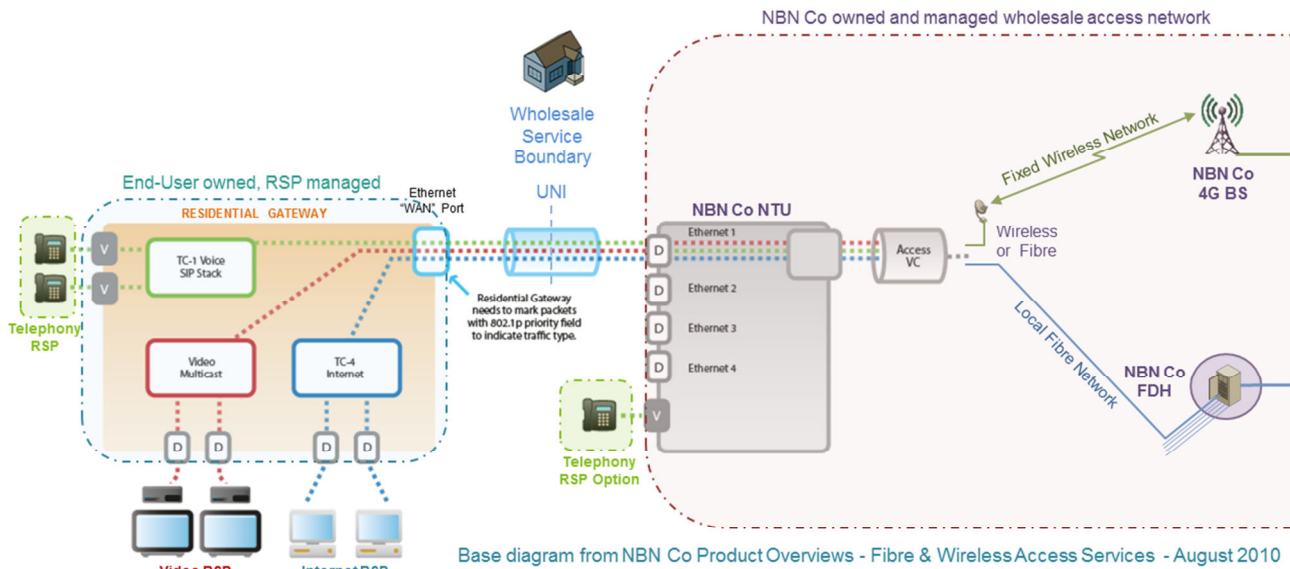 NBN Co owned and managed wholesale access network
Wholesale
Service
Boundary
UNI
End-User owned, RSP managed
RESIDENTIAL GATEWAY
Ethernet
"WAN" Port
V
TC-1 Voice
SIP Stack
V
Telephony
RSP
Residential Gateway
needs to mark packets
with 802.1p priority field
to indicate traffic type.
Video
Multicast
TC-4
Internet
D
D
D
D
Video RSP
Internet RSP
NBN Co NTU
Ethernet 1
D
Ethernet 2
D
Ethernet 3
D
Ethernet 4
D
V
Telephony
RSP Option
Access
VC
Wireless
or Fibre
Fixed Wireless Network
NBN Co
4G BS
Local Fibre Network
NBN Co
FDH
Base diagram from NBN Co Product Overviews - Fibre & Wireless Access Services - August 2010